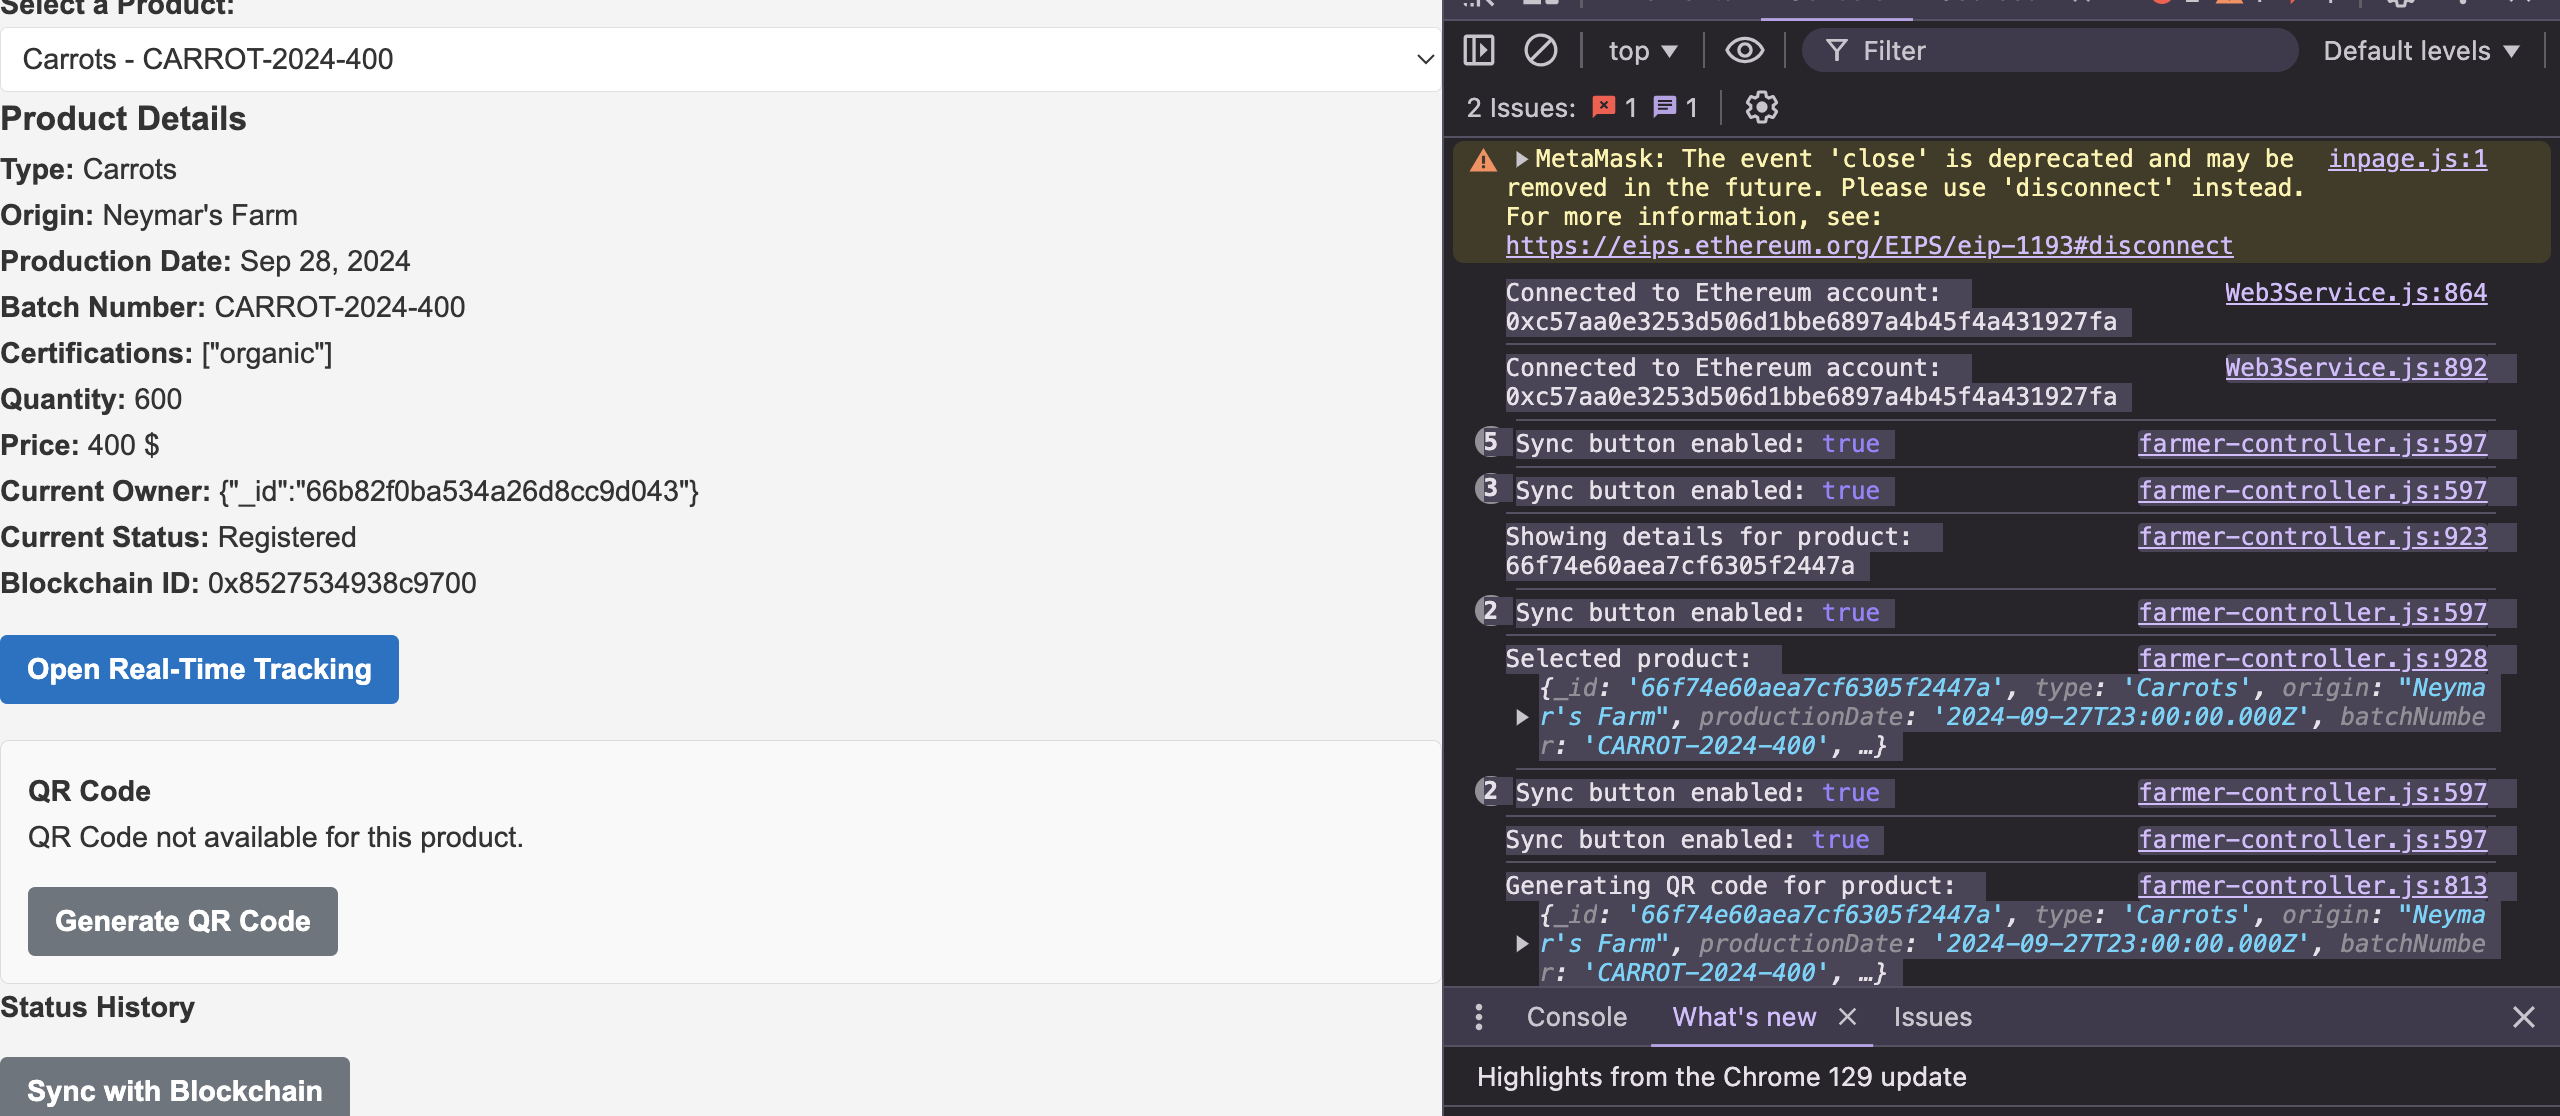 Select a Product:
Carrots - CARROT-2024-400
Product Details
Type: Carrots
Origin: Neymar's Farm
Production Date: Sep 28, 2024
Batch Number: CARROT-2024-400
Certifications: ["organic"]
Quantity: 600
Price: 400 $
Current Owner: {"_id":"66b82f0ba534a26d8cc9d043"}
Current Status: Registered
Blockchain ID: 0x8527534938c9700
Open Real-Time Tracking
QR Code
QR Code not available for this product.
Generate QR Code
Status History
Sync with Blockchain
top
Filter
Default levels
2 Issues: 1 1
MetaMask: The event 'close' is deprecated and may be inpage.js:1
removed in the future. Please use 'disconnect' instead.
For more information, see:
https://eips.ethereum.org/EIPS/eip-1193#disconnect
Connected to Ethereum account: Web3Service.js:864
0xc57aa0e3253d506d1bbe6897a4b45f4a431927fa
Connected to Ethereum account: Web3Service.js:892
0xc57aa0e3253d506d1bbe6897a4b45f4a431927fa
5 Sync button enabled: true farmer-controller.js:597
3 Sync button enabled: true farmer-controller.js:597
Showing details for product: farmer-controller.js:923
66f74e60aea7cf6305f2447a
2 Sync button enabled: true farmer-controller.js:597
Selected product: farmer-controller.js:928
{_id: '66f74e60aea7cf6305f2447a', type: 'Carrots', origin: "Neyma
r's Farm", productionDate: '2024-09-27T23:00:00.000Z', batchNumbe
r: 'CARROT-2024-400', …}
2 Sync button enabled: true farmer-controller.js:597
Sync button enabled: true farmer-controller.js:597
Generating QR code for product: farmer-controller.js:813
{_id: '66f74e60aea7cf6305f2447a', type: 'Carrots', origin: "Neyma
r's Farm", productionDate: '2024-09-27T23:00:00.000Z', batchNumbe
r: 'CARROT-2024-400', …}
Console
What's new
Issues
Highlights from the Chrome 129 update